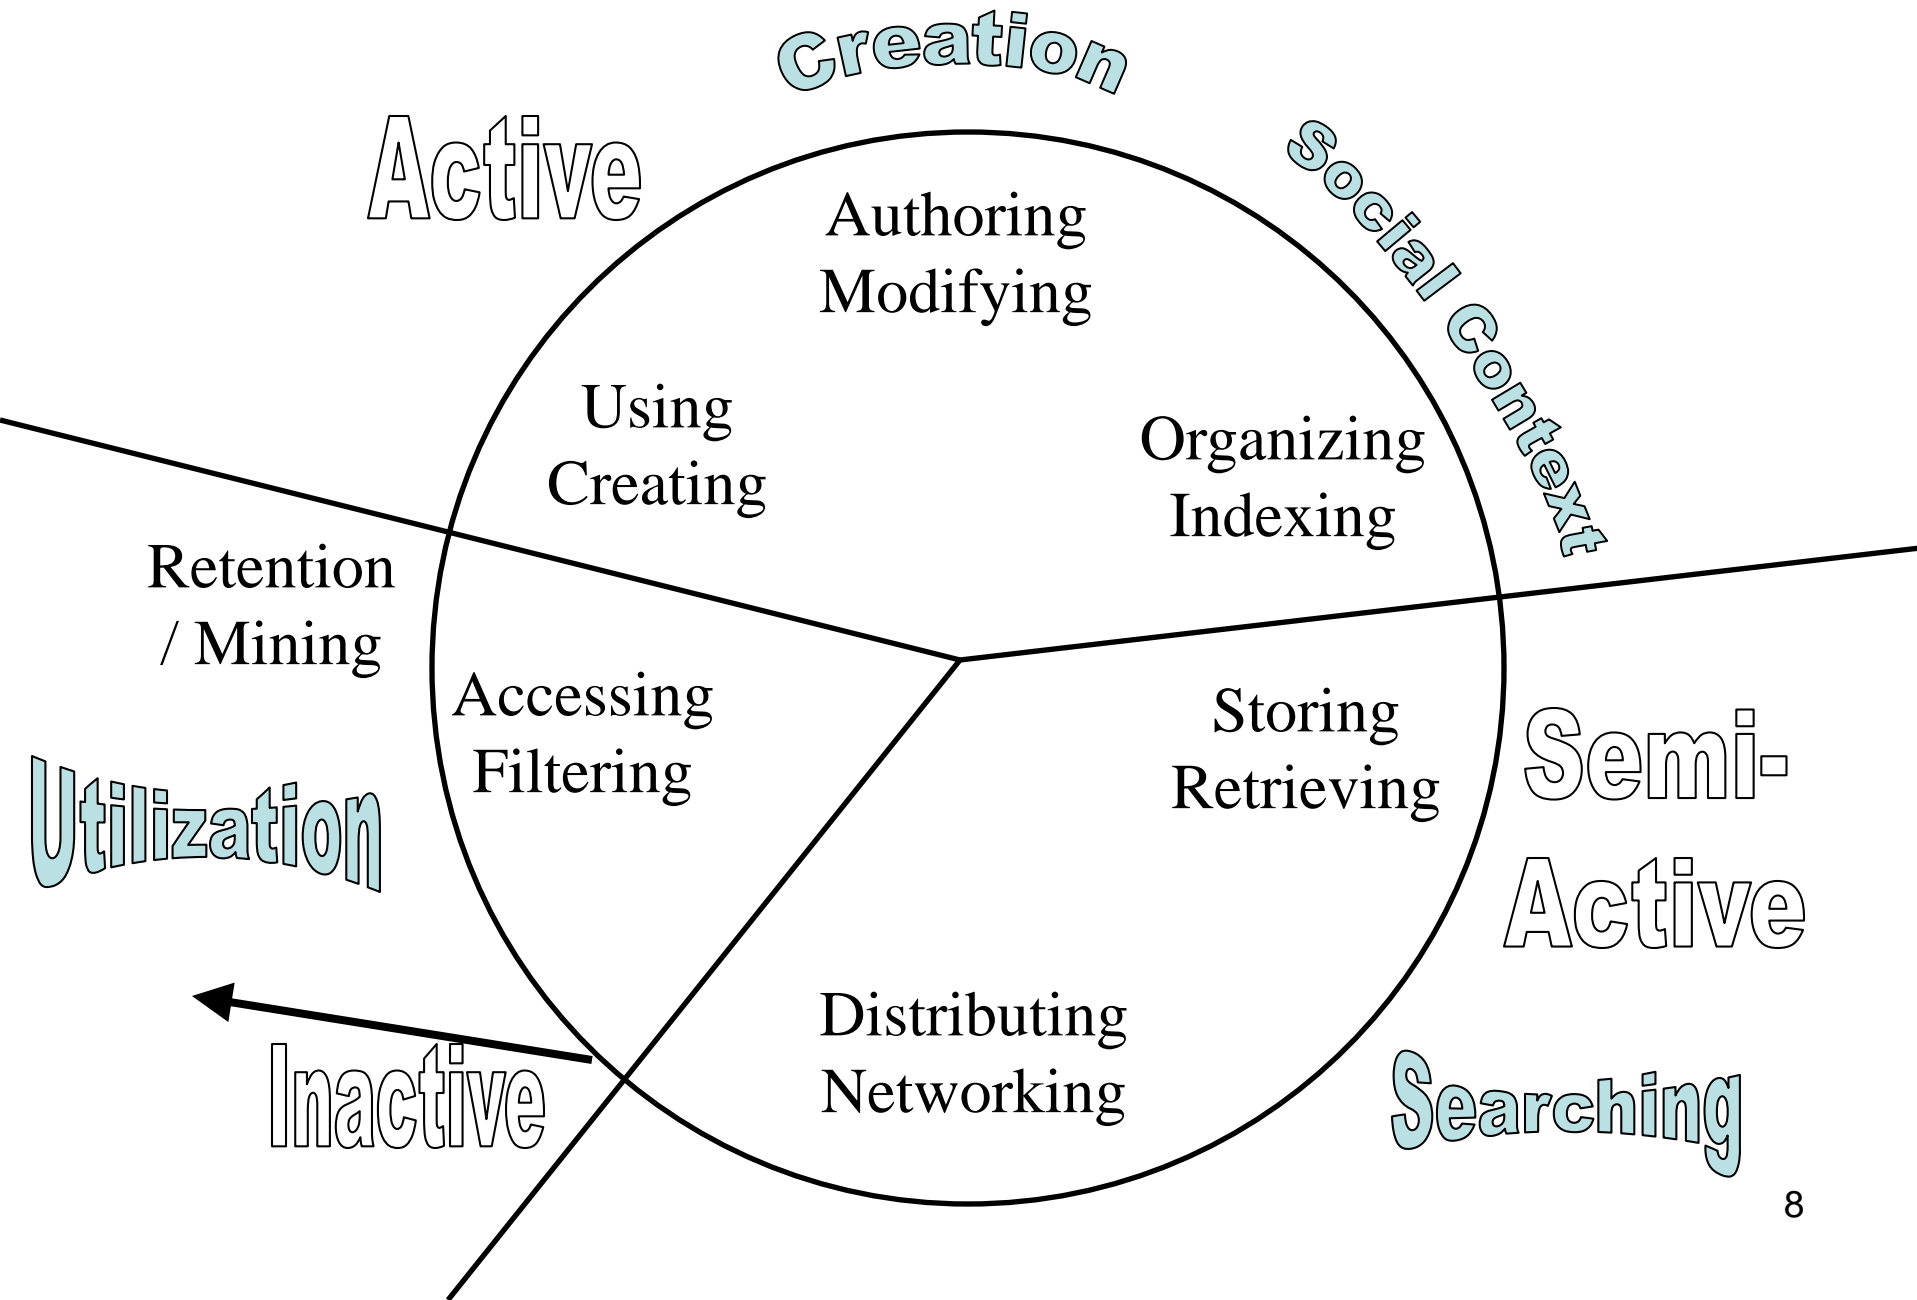 Creation
Active
Social Context
Authoring
Modifying
Using
Creating
Organizing
Indexing
Retention
/ Mining
Accessing
Filtering
Storing
Retrieving
Semi-
Active
Utilization
Distributing
Networking
Inactive
Searching
8